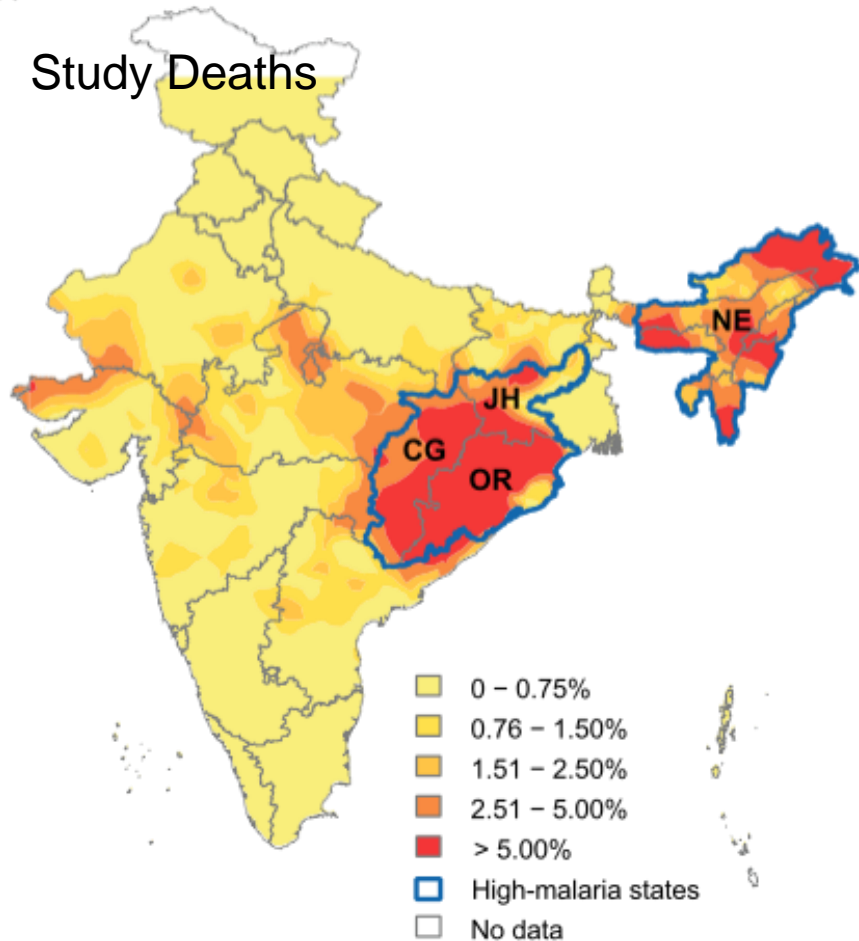 Study Deaths
NE
JH
CG
OR
0 − 0.75%
0.76 − 1.50%
1.51 − 2.50%
2.51 − 5.00%
> 5.00%
High-malaria states
No data